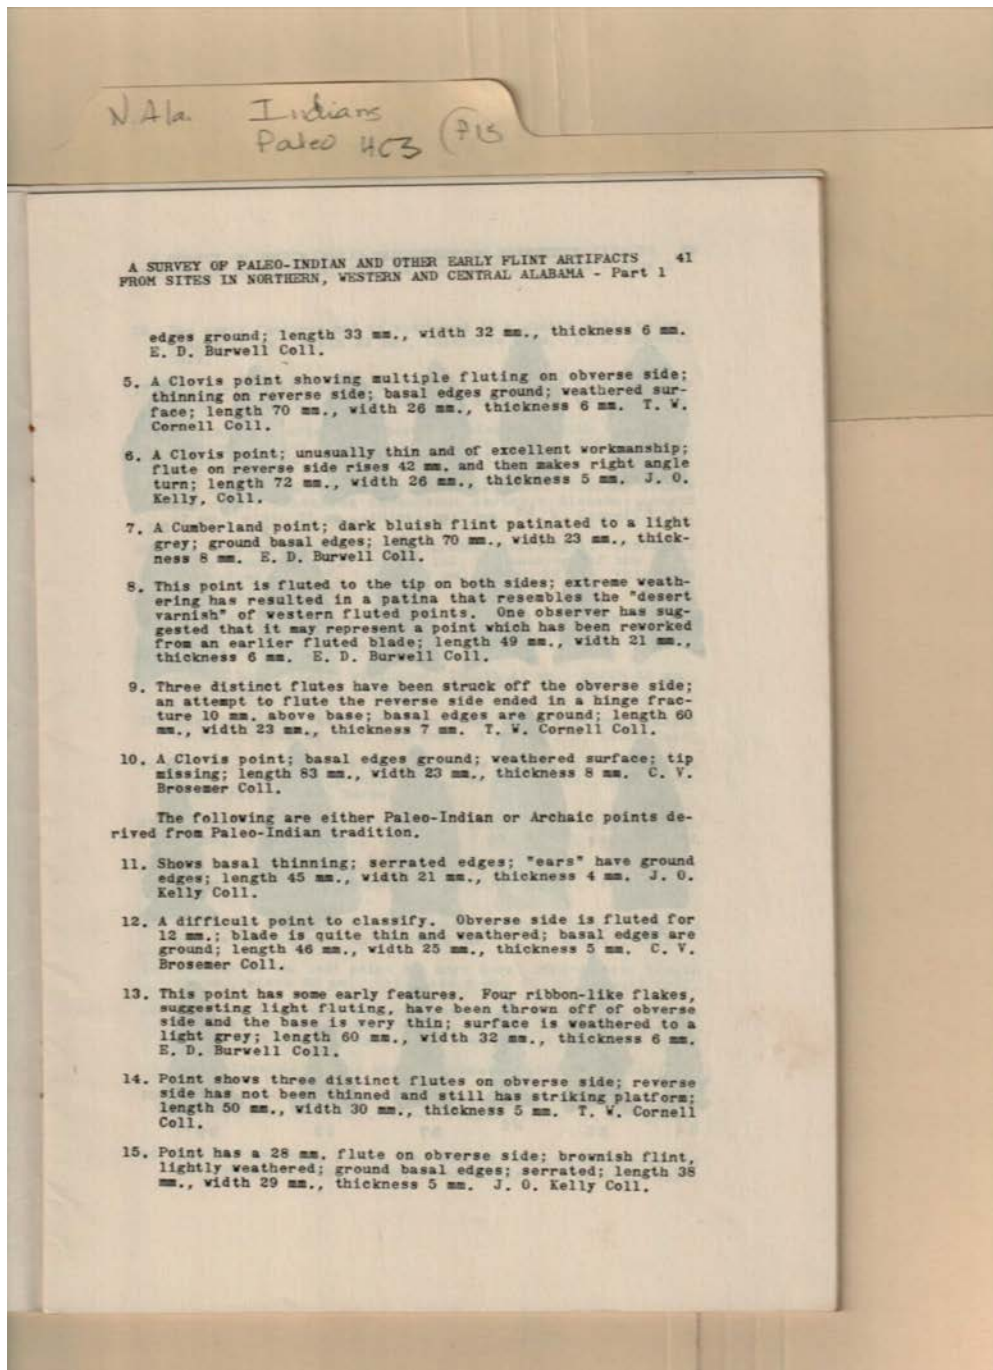 N. Ala. Indians
Paleo 4C3
A SURVEY OF PALEO-INDIAN AND OTHER EARLY FLINT ARTIFACTS 41
FROM SITES IN NORTHERN, WESTERN AND CENTRAL ALABAMA - Part 1
edges ground; length 33 mm., width 32 mm., thickness 6 mm.
E. D. Burwell Coll.
5. A Clovis point showing multiple fluting on obverse side;
thinning on reverse side; basal edges ground; weathered sur-
face; length 70 mm., width 26 mm., thickness 6 mm. T. W.
Cornell Coll.
6. A Clovis point; unusually thin and of excellent workmanship;
flute on reverse side rises 42 mm. and then makes right angle
turn; length 72 mm., width 26 mm., thickness 5 mm. J. O.
Kelly, Coll.
7. A Cumberland point; dark bluish flint patinated to a light
grey; ground basal edges; length 70 mm., width 23 mm., thick-
ness 8 mm. E. D. Burwell Coll.
8. This point is fluted to the tip on both sides; extreme weath-
ering has resulted in a patina that resembles the "desert
varnish" of western fluted points. One observer has sug-
gested that it may represent a point which has been reworked
from an earlier fluted blade; length 49 mm., width 21 mm.,
thickness 6 mm. E. D. Burwell Coll.
9. Three distinct flutes have been struck off the obverse side;
an attempt to flute the reverse side ended in a hinge frac-
ture 10 mm. above base; basal edges are ground; length 60
mm., width 23 mm., thickness 7 mm. T. W. Cornell Coll.
10. A Clovis point; basal edges ground; weathered surface; tip
missing; length 83 mm., width 23 mm., thickness 8 mm. C. V.
Brosemer Coll.
The following are either Paleo-Indian or Archaic points de-
rived from Paleo-Indian tradition.
11. Shows basal thinning; serrated edges; "ears" have ground
edges; length 45 mm., width 21 mm., thickness 4 mm. J. O.
Kelly Coll.
12. A difficult point to classify. Obverse side is fluted for
12 mm.; blade is quite thin and weathered; basal edges are
ground; length 46 mm., width 25 mm., thickness 5 mm. C. V.
Brosemer Coll.
13. This point has some early features. Four ribbon-like flakes,
suggesting light fluting, have been thrown off of obverse
side and the base is very thin; surface is weathered to a
light grey; length 60 mm., width 32 mm., thickness 6 mm.
E. D. Burwell Coll.
14. Point shows three distinct flutes on obverse side; reverse
side has not been thinned and still has striking platform;
length 50 mm., width 30 mm., thickness 5 mm. T. W. Cornell
Coll.
15. Point has a 28 mm. flute on obverse side; brownish flint,
lightly weathered; ground basal edges; serrated; length 38
mm., width 29 mm., thickness 5 mm. J. O. Kelly Coll.